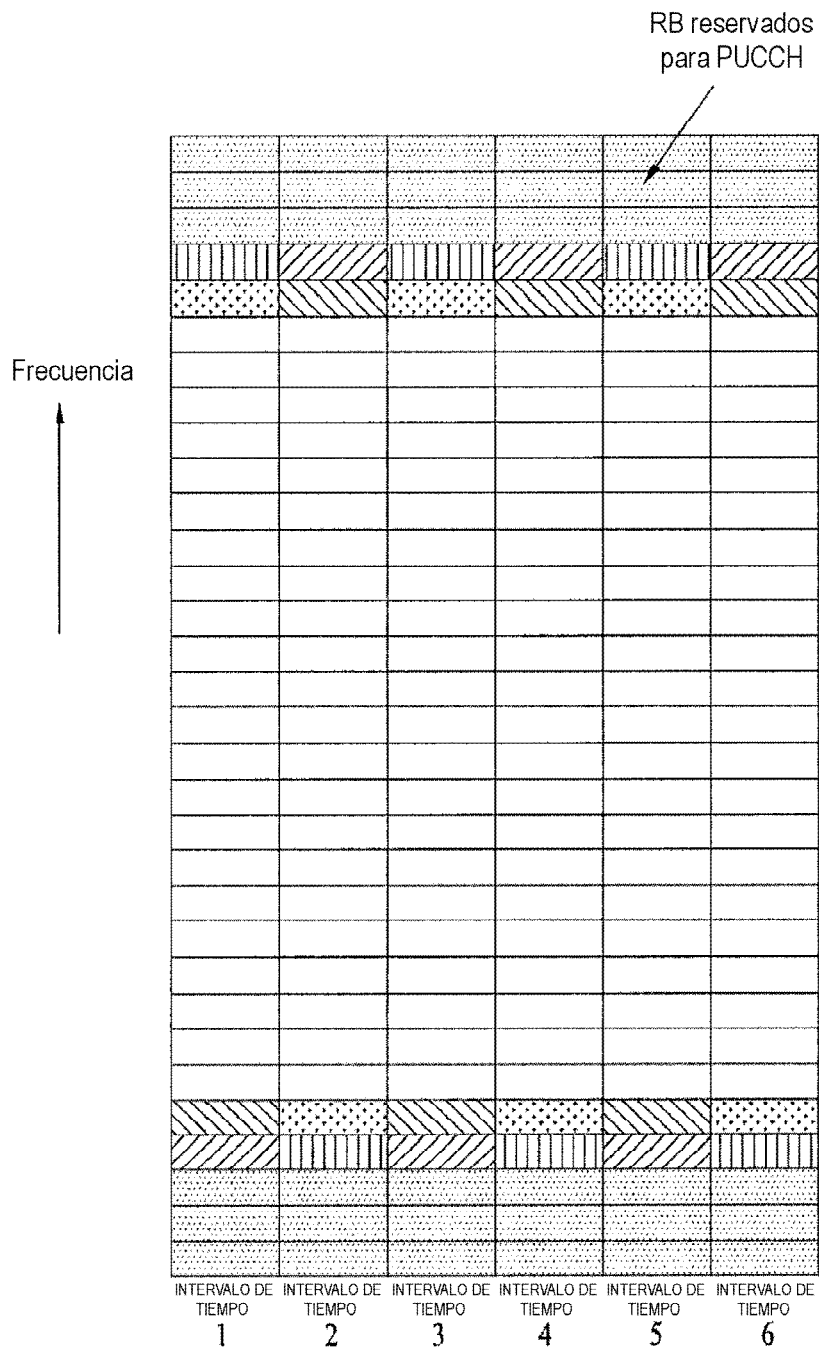 RB reservados
para PUCCH
Frecuencia
INTERVALO DE TIEMPO 1
INTERVALO DE TIEMPO 2
INTERVALO DE TIEMPO 3
INTERVALO DE TIEMPO 4
INTERVALO DE TIEMPO 5
INTERVALO DE TIEMPO 6